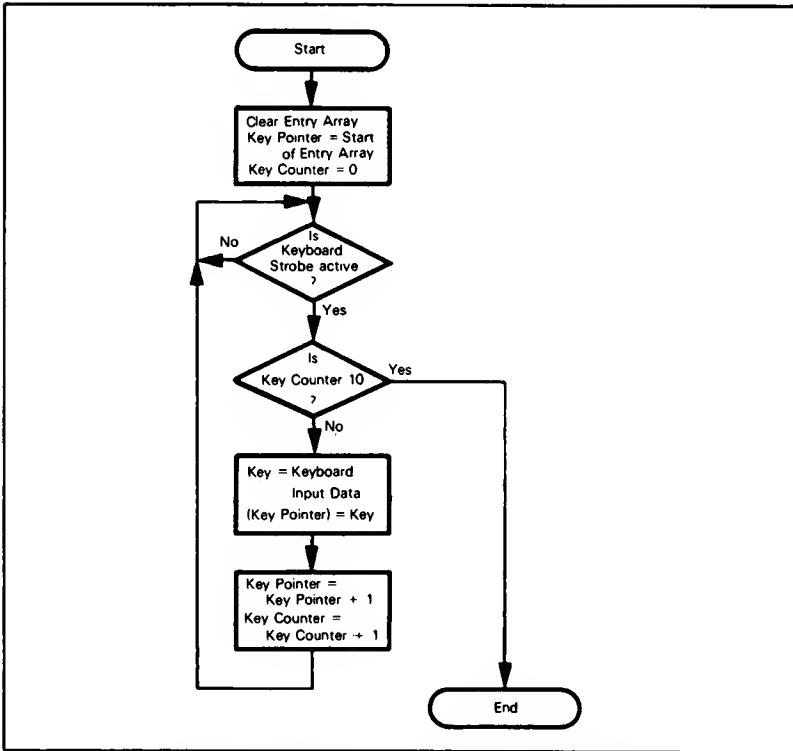 Start
Clear Entry Array
Key Pointer = Start
of Entry Array
Key Counter = 0
Is
Keyboard
Strobe active
?
No
Yes
Is
Key Counter 10
?
Yes
No
Key = Keyboard
Input Data
(Key Pointer) = Key
Key Pointer =
Key Pointer + 1
Key Counter =
Key Counter + 1
End